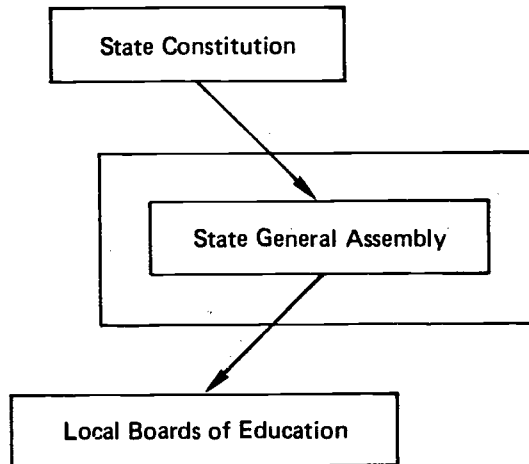 State Constitution
State General Assembly
Local Boards of Education